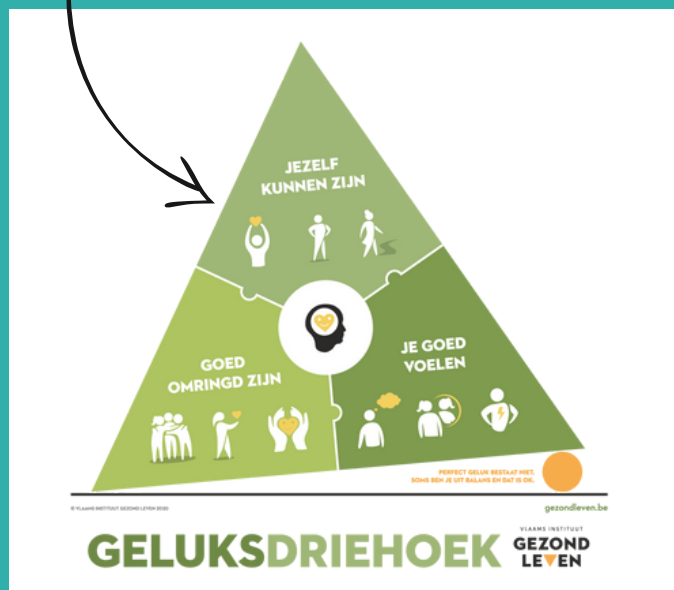 JEZELF
KUNNEN ZIJN
GOED
OMRINGD ZIJN
JE GOED
VOELEN
PERFECT GELUK BESTAAT NIET.
SOMS BEN JE UIT BALANS EN DAT IS OK.
© VLAAMS INSTITUUT GEZOND LEVEN 2020
gezondleven.be
GELUKSDRIEHOEK
VLAAMS INSTITUUT
GEZOND
LEVEN